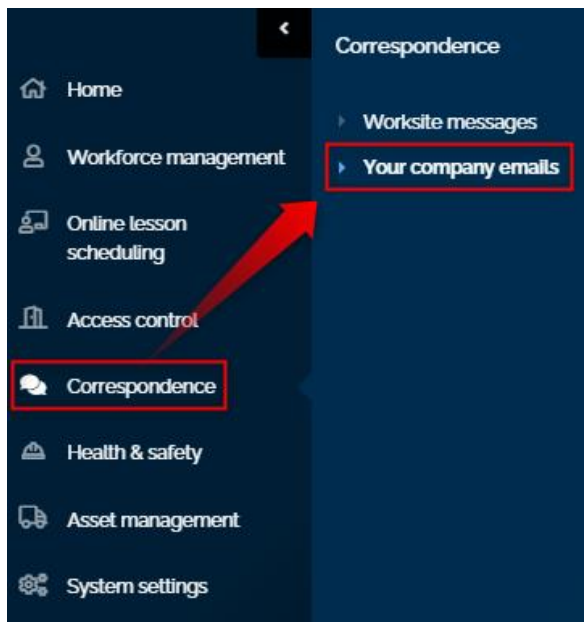 Home
Workforce management
Online lesson
scheduling
Access control
Correspondence
Health & safety
Asset management
System settings
Correspondence
Worksite messages
Your company emails